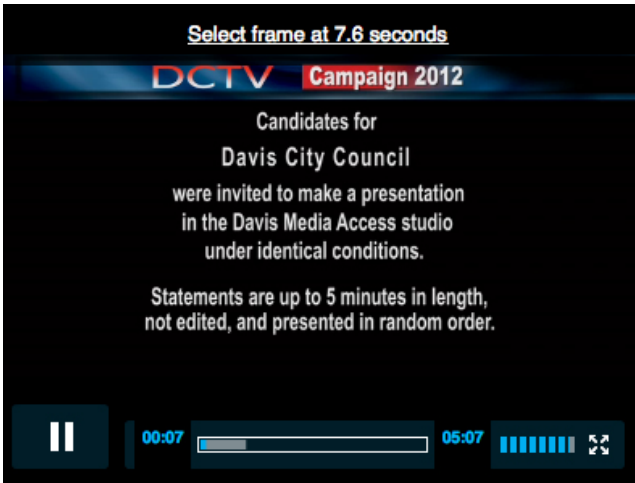 Select frame at 7.6 seconds
DCTV Campaign 2012
Candidates for
Davis City Council
were invited to make a presentation
in the Davis Media Access studio
under identical conditions.
Statements are up to 5 minutes in length,
not edited, and presented in random order.
00:07 05:07